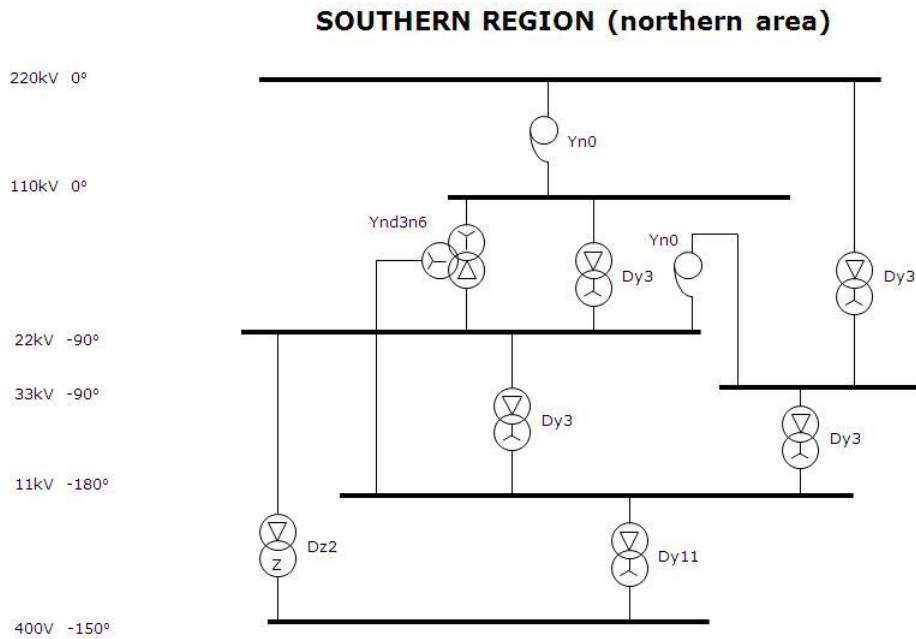 SOUTHERN REGION (northern area)
220kV 0°
Yn0
110kV 0°
Ynd3n6
Yn0
Dy3
Dy3
22kV -90°
33kV -90°
Dy3
Dy3
11kV -180°
Dz2
Z
Dy11
400V -150°